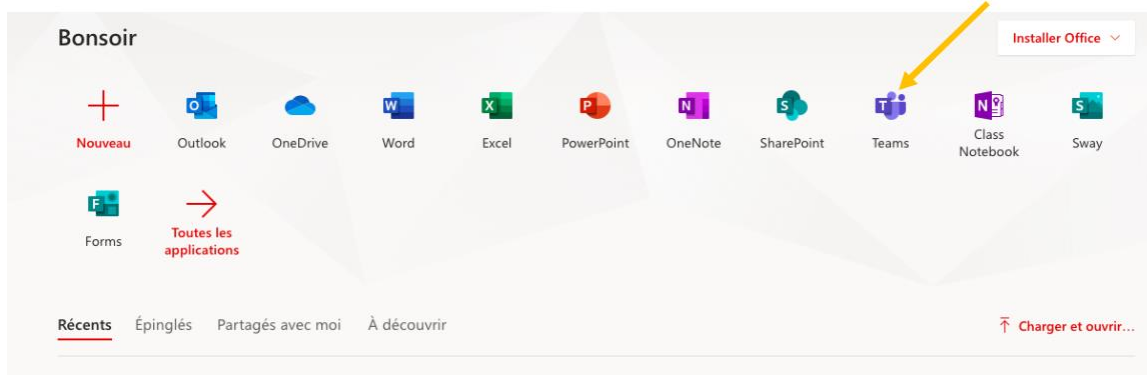 Bonsoir
Installer Office
Nouveau
Outlook
OneDrive
Word
Excel
PowerPoint
OneNote
SharePoint
Teams
Class
Notebook
Sway
Forms
Toutes les
applications
Récents Épinglés Partagés avec moi À découvrir
Charger et ouvrir...